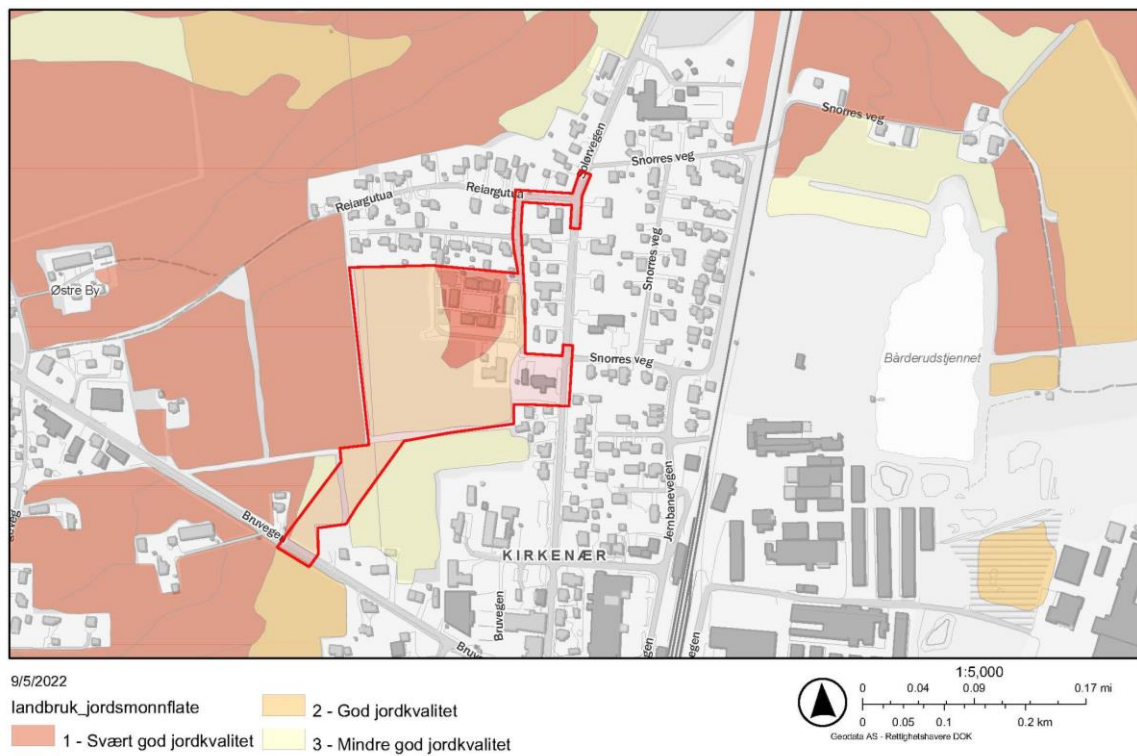 Snorres veg
Solørvegen
Snorres veg
Reiargutua
Reiargutua
Snorres veg
Østre By
Snorres veg
Bårderudstjennet
Jernbanevegen
Bruvegen
KIRKENÆR
Bruvegen
9/5/2022
landbruk_jordsmonnflate
1 - Svært god jordkvalitet
2 - God jordkvalitet
3 - Mindre god jordkvalitet
1:5,000
0 0.04 0.09 0.17 mi
0 0.05 0.1 0.2 km
Geodata AS - Rettighetshavere DOK